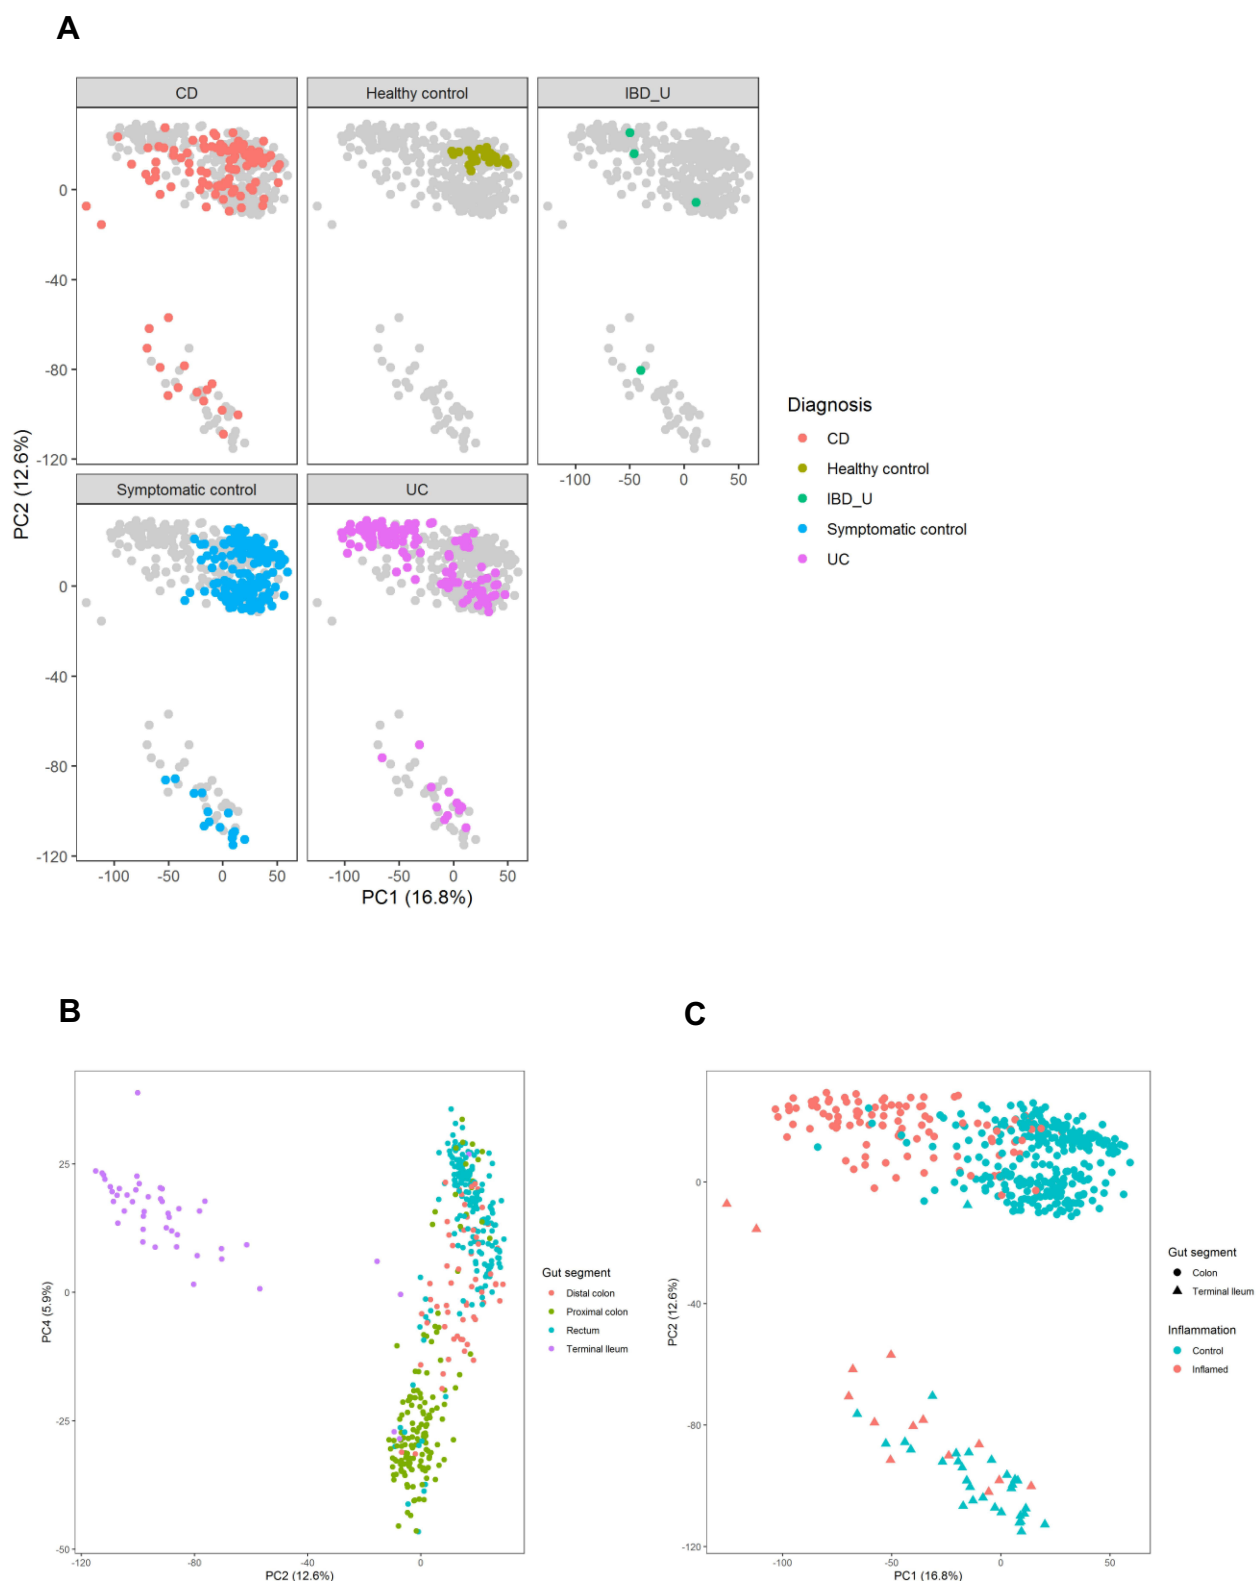 A
CD
Healthy control
IBD_U
0
-40
-80
-120
-100
-50
0
50
PC2 (12.6%)
Symptomatic control
UC
0
-40
-80
-120
-100
-50
0
50
-100
-50
0
50
PC1 (16.8%)
Diagnosis
CD
Healthy control
IBD_U
Symptomatic control
UC
B
25
0
-25
-50
-120
-80
-40
0
PC4 (5.9%)
PC2 (12.6%)
Gut segment
Distal colon
Proximal colon
Rectum
Terminal Ileum
C
0
-40
-80
-120
-100
-50
0
50
PC2 (12.6%)
PC1 (16.8%)
Gut segment
Colon
Terminal Ileum
Inflammation
Control
Inflamed